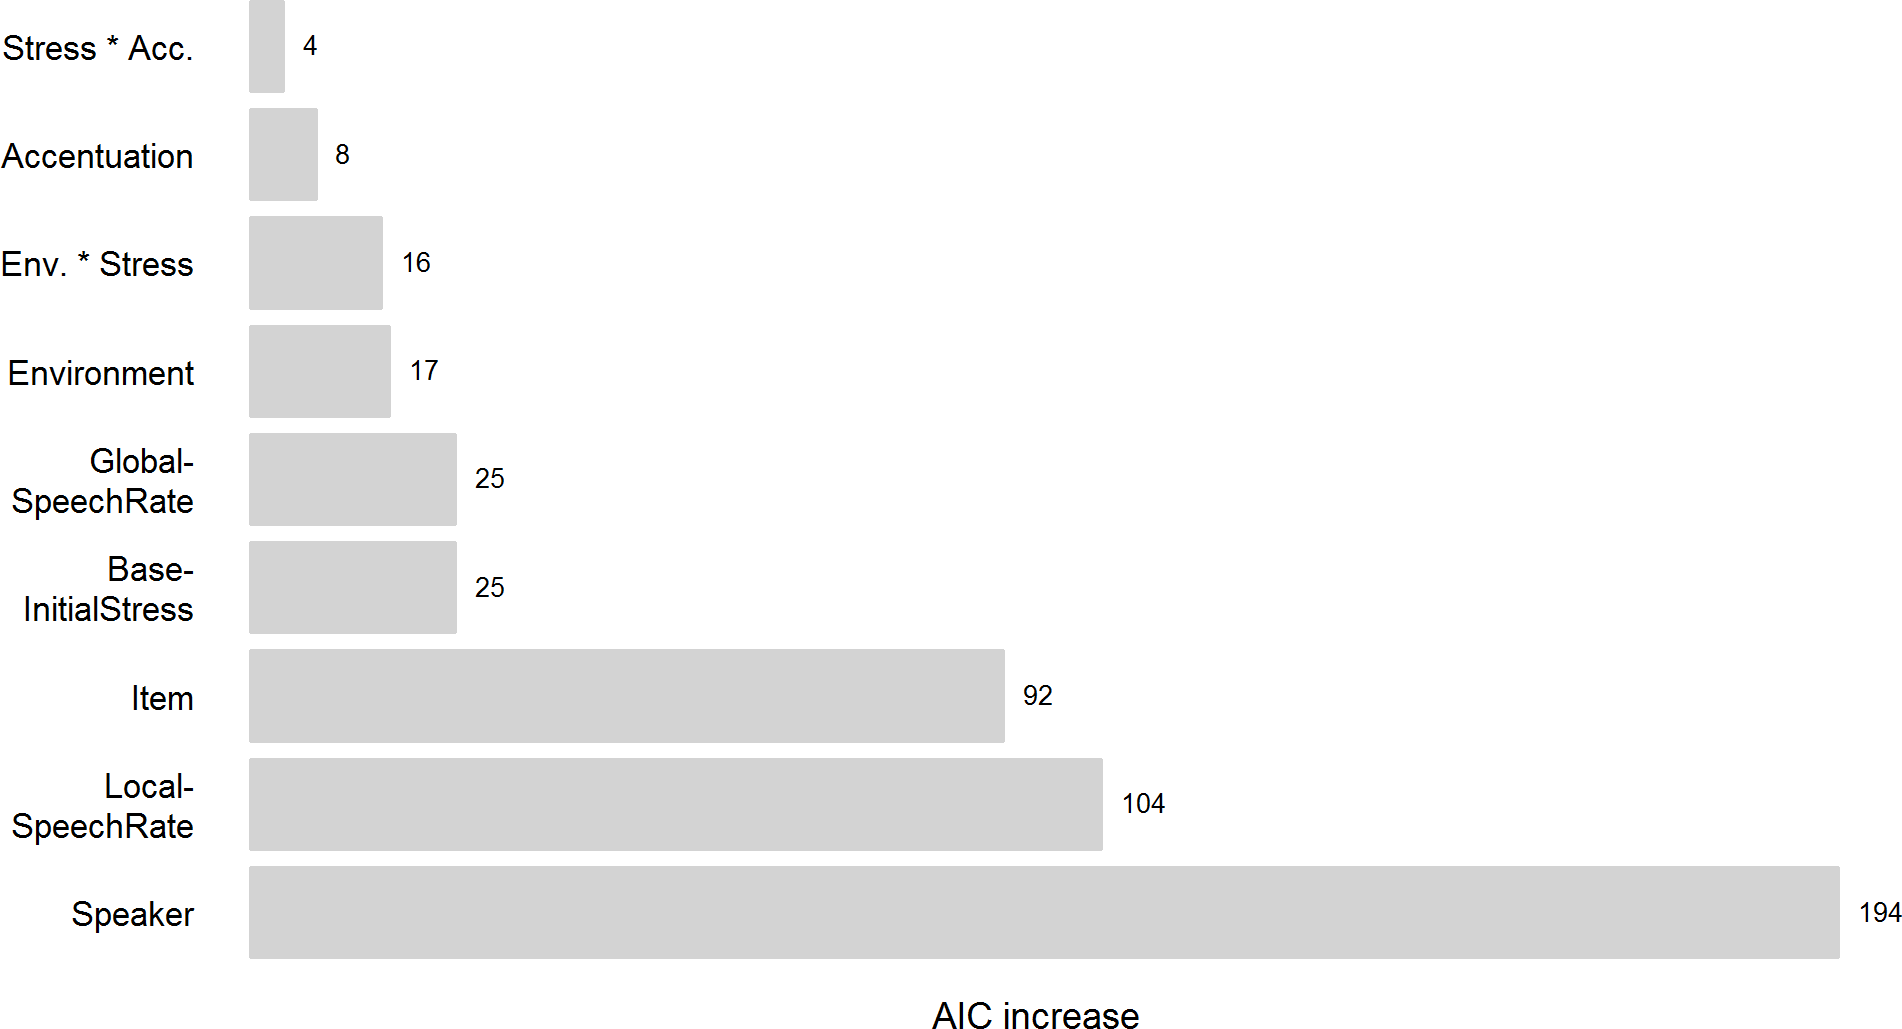 Stress * Acc. 4
Accentuation 8
Env. * Stress 16
Environment 17
Global-
SpeechRate 25
Base-
InitialStress 25
Item 92
Local-
SpeechRate 104
Speaker 194
AIC increase